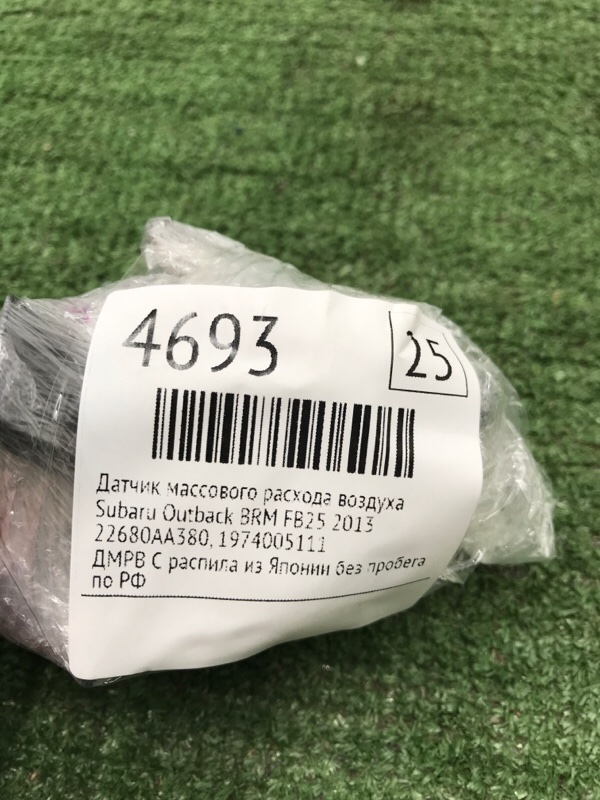 4693
25
Датчик массового расхода воздуха
Subaru Outback BRM FB25 2013
22680AA380, 1974005111
ДМРВ С распила из Японии без пробега
по РФ